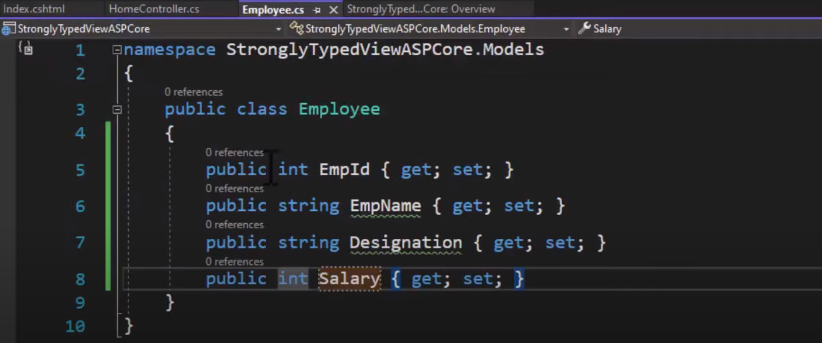 Index.cshtml HomeController.cs Employee.cs StronglyTyped...Core: Overview
StronglyTypedViewASPCore StronglyTypedViewASPCore.Models.Employee Salary
1 namespace StronglyTypedViewASPCore.Models
2 {
0 references
3 public class Employee
4 {
0 references
5 public int EmpId { get; set; }
0 references
6 public string EmpName { get; set; }
0 references
7 public string Designation { get; set; }
0 references
8 public int Salary { get; set; }
9 }
10 }